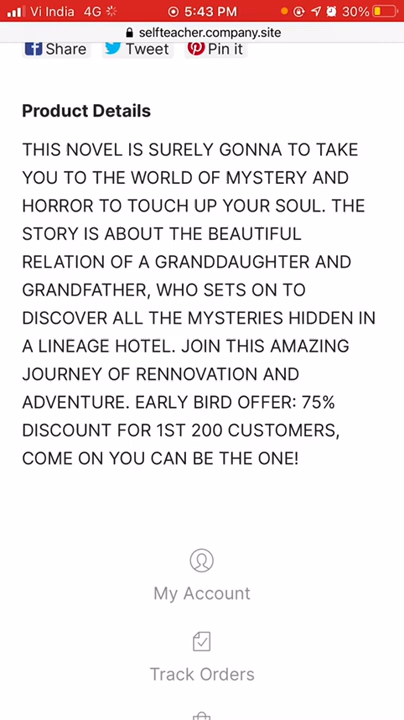 Vi India 4G 5:43 PM 30%
selfteacher.company.site
Share Tweet Pin it
Product Details
THIS NOVEL IS SURELY GONNA TO TAKE
YOU TO THE WORLD OF MYSTERY AND
HORROR TO TOUCH UP YOUR SOUL. THE
STORY IS ABOUT THE BEAUTIFUL
RELATION OF A GRANDDAUGHTER AND
GRANDFATHER, WHO SETS ON TO
DISCOVER ALL THE MYSTERIES HIDDEN IN
A LINEAGE HOTEL. JOIN THIS AMAZING
JOURNEY OF RENNOVATION AND
ADVENTURE. EARLY BIRD OFFER: 75%
DISCOUNT FOR 1ST 200 CUSTOMERS,
COME ON YOU CAN BE THE ONE!
My Account
Track Orders